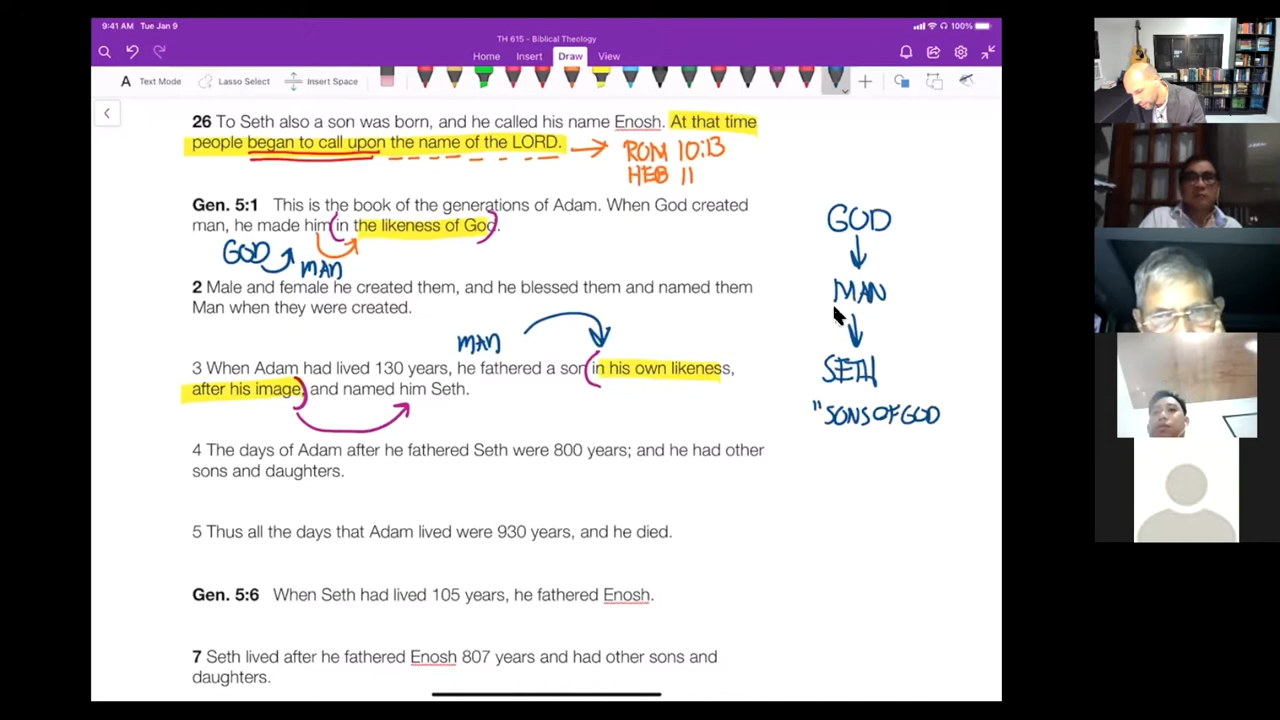 9:41 AM Tue Jan 9
100%
TH 615 - Biblical Theology
Home Insert Draw View
A Text Mode Lasso Select Insert Space
26 To Seth also a son was born, and he called his name Enosh. At that time
people began to call upon the name of the LORD.
ROM 10:13
HEB 11
Gen. 5:1 This is the book of the generations of Adam. When God created
man, he made him in the likeness of God.
GOD
MAN
2 Male and female he created them, and he blessed them and named them
Man when they were created.
MAN
3 When Adam had lived 130 years, he fathered a son in his own likeness,
after his image, and named him Seth.
4 The days of Adam after he fathered Seth were 800 years; and he had other
sons and daughters.
5 Thus all the days that Adam lived were 930 years, and he died.
Gen. 5:6 When Seth had lived 105 years, he fathered Enosh.
7 Seth lived after he fathered Enosh 807 years and had other sons and
daughters.
GOD
MAN
SETH
"SONS OF GOD